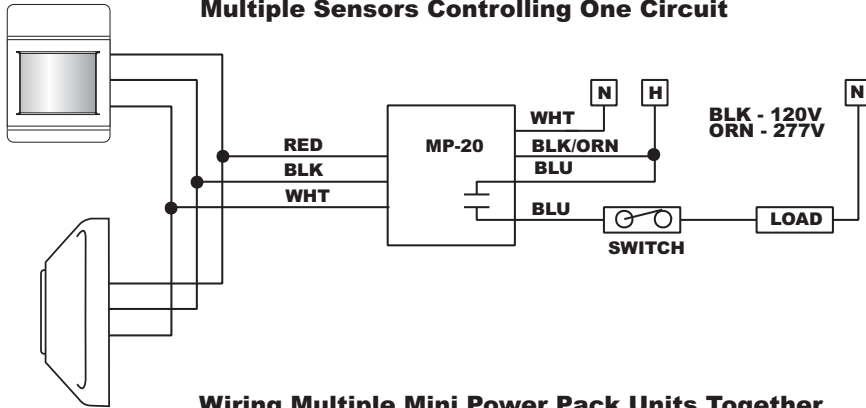 Multiple Sensors Controlling One Circuit
N
H
N
WHT
BLK - 120V
ORN - 277V
RED
MP-20
BLK/ORN
BLK
BLU
WHT
BLU
LOAD
SWITCH
Wiring Multiple Mini Power Pack Units Together